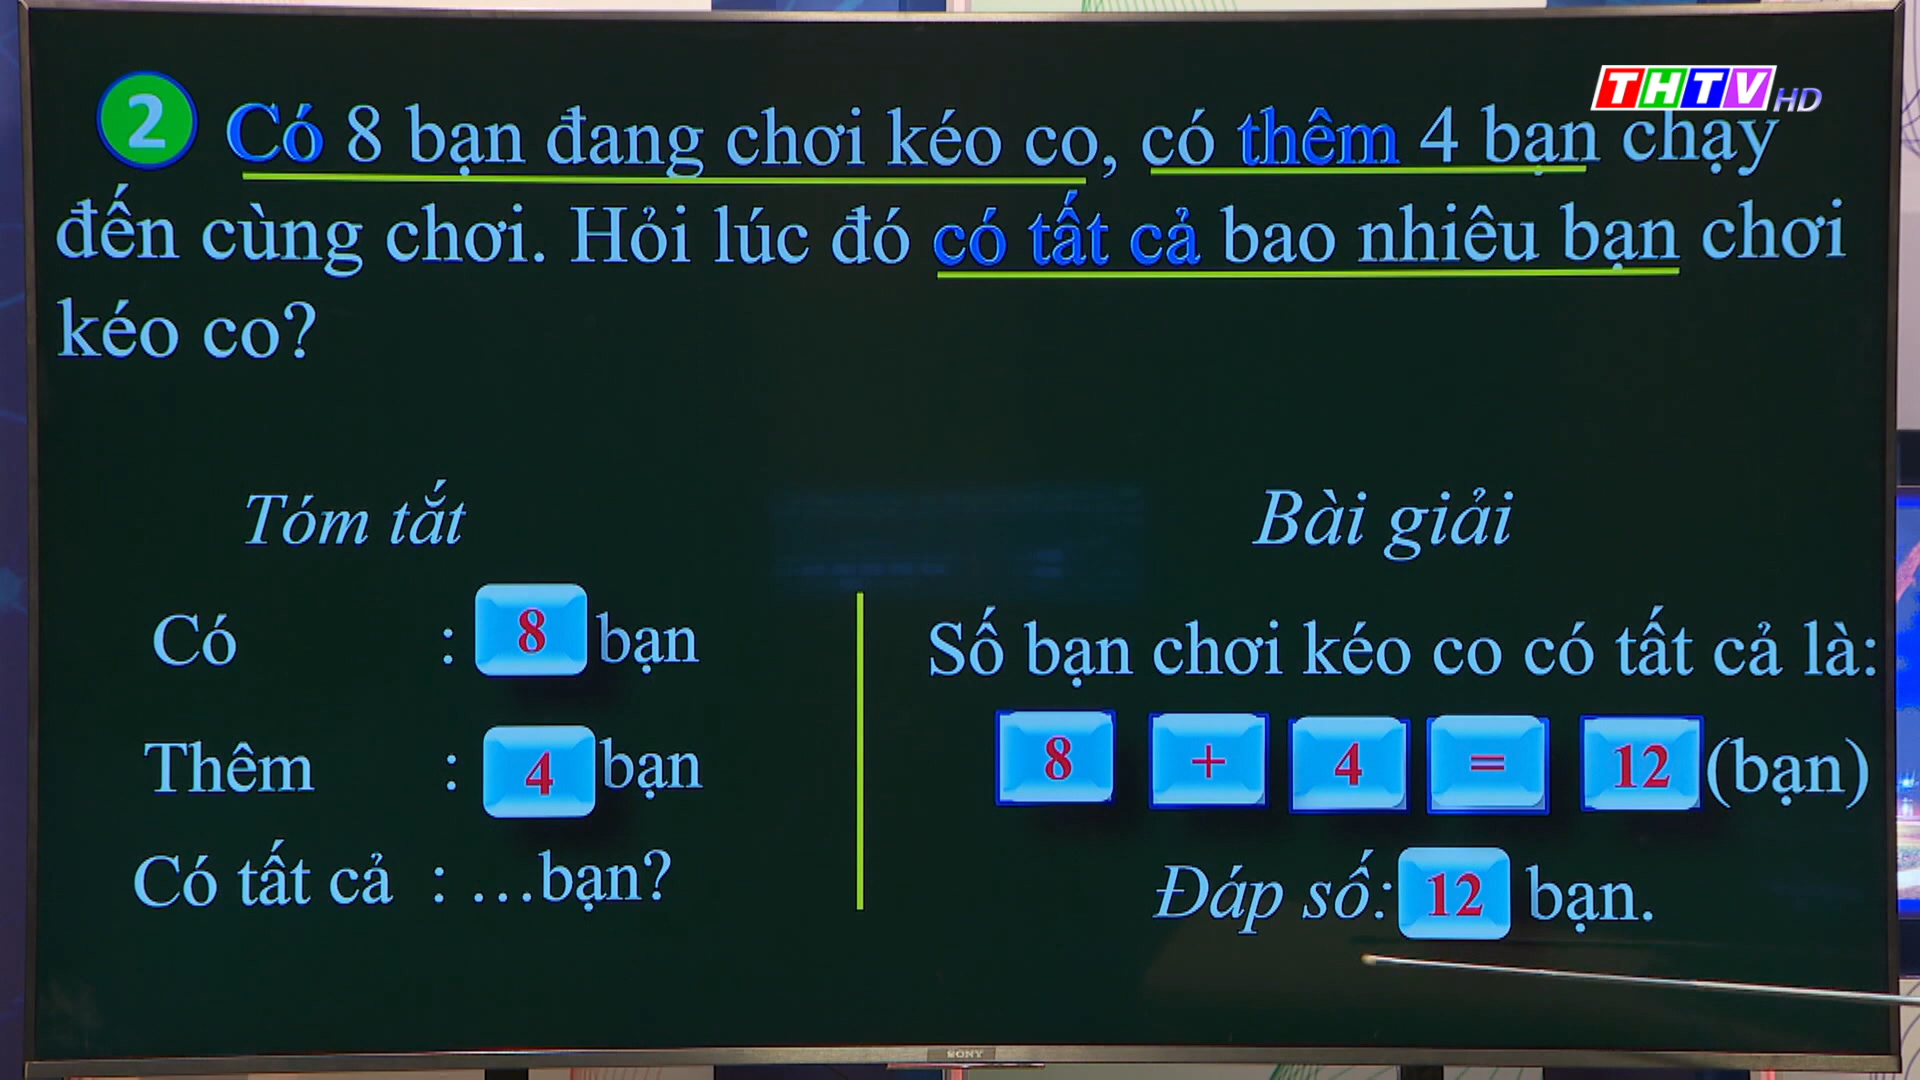 THTV HD
2 Có 8 bạn đang chơi kéo co, có thêm 4 bạn chạy
đến cùng chơi. Hỏi lúc đó có tất cả bao nhiêu bạn chơi
kéo co?
Tóm tắt
Có : 8 bạn
Thêm : 4 bạn
Có tất cả : ...bạn?
Bài giải
Số bạn chơi kéo co có tất cả là:
8 + 4 = 12 (bạn)
Đáp số: 12 bạn.
SONY